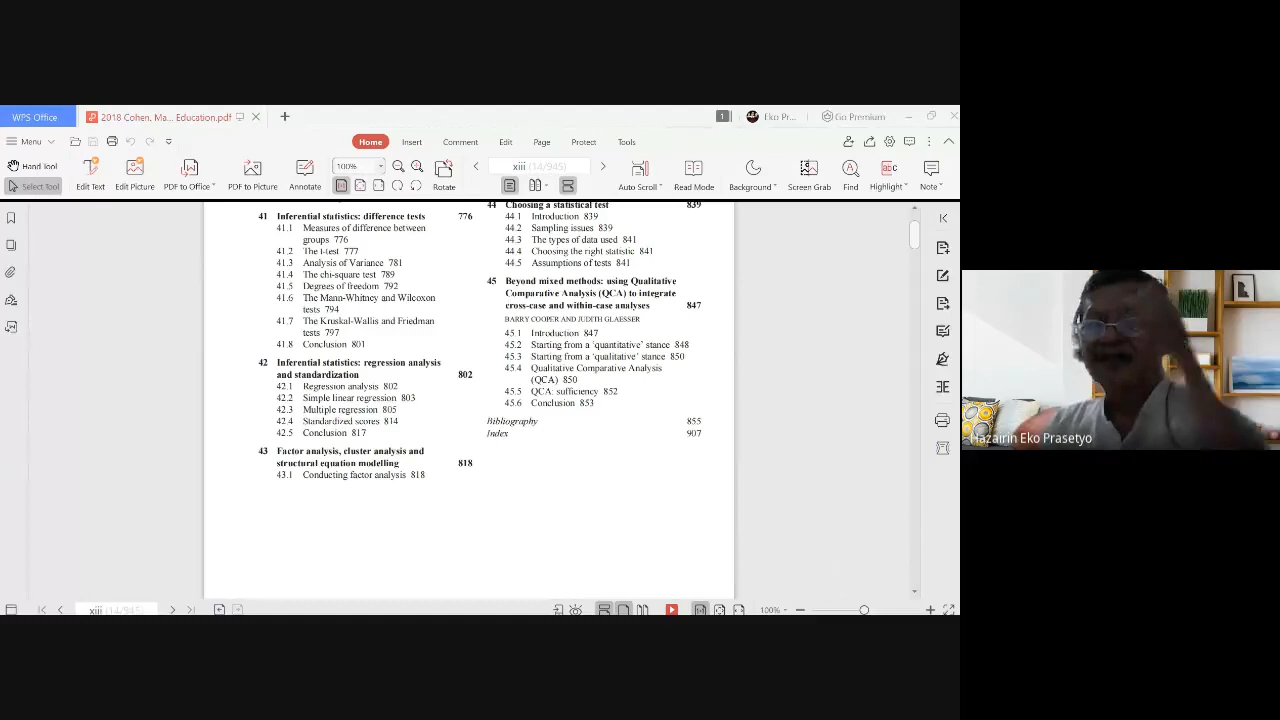 WPS Office
2018 Cohen. Ma... Education.pdf
1
Eko Pr...
Go Premium
Menu
Home
Insert
Comment
Edit
Page
Protect
Tools
Hand Tool
Select Tool
Edit Text
Edit Picture
PDF to Office
PDF to Picture
Annotate
100%
Rotate
xiii (14/945)
Auto Scroll
Read Mode
Background
Screen Grab
Find
Highlight
Note
41 Inferential statistics: difference tests 776
41.1 Measures of difference between
groups 776
41.2 The t-test 777
41.3 Analysis of Variance 781
41.4 The chi-square test 789
41.5 Degrees of freedom 792
41.6 The Mann-Whitney and Wilcoxon
tests 794
41.7 The Kruskal-Wallis and Friedman
tests 797
41.8 Conclusion 801
42 Inferential statistics: regression analysis
and standardization 802
42.1 Regression analysis 802
42.2 Simple linear regression 803
42.3 Multiple regression 805
42.4 Standardized scores 814
42.5 Conclusion 817
43 Factor analysis, cluster analysis and
structural equation modelling 818
43.1 Conducting factor analysis 818
44 Choosing a statistical test 839
44.1 Introduction 839
44.2 Sampling issues 839
44.3 The types of data used 841
44.4 Choosing the right statistic 841
44.5 Assumptions of tests 841
45 Beyond mixed methods: using Qualitative
Comparative Analysis (QCA) to integrate
cross-case and within-case analyses 847
BARRY COOPER AND JUDITH GLAESSER
45.1 Introduction 847
45.2 Starting from a ‘quantitative’ stance 848
45.3 Starting from a ‘qualitative’ stance 850
45.4 Qualitative Comparative Analysis
(QCA) 850
45.5 QCA: sufficiency 852
45.6 Conclusion 853
Bibliography 855
Index 907
xiii (14/945)
100%
Hazairin Eko Prasetyo